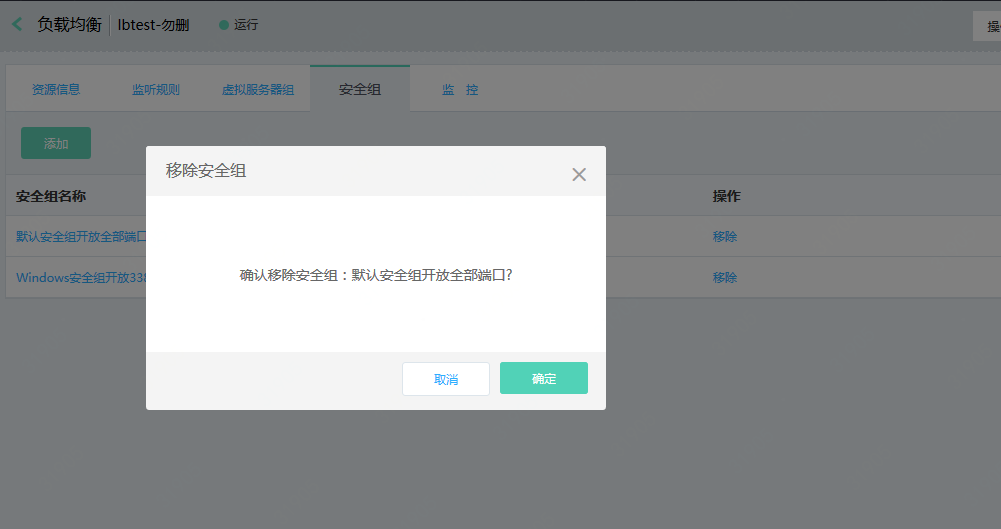 负载均衡 lbtest-勿删 运行
资源信息 监听规则 虚拟服务器组 安全组 监 控
添加
移除安全组
安全组名称 操作
默认安全组开放全部端口 移除
Windows安全组开放338 移除
确认移除安全组：默认安全组开放全部端口?
取消 确定